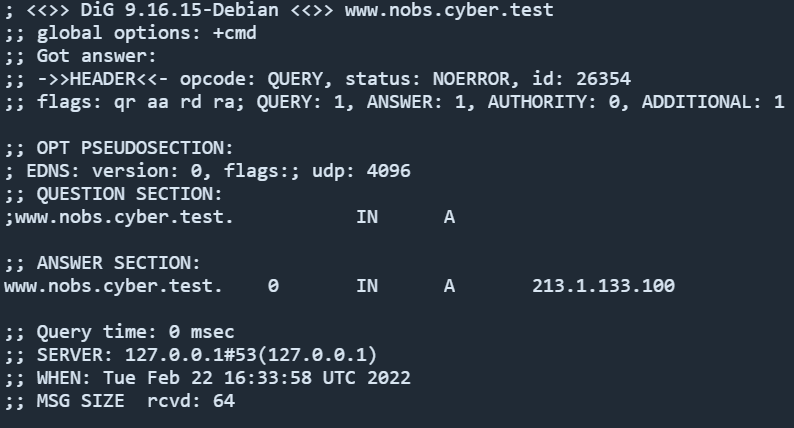 ; <<>> DiG 9.16.15-Debian <<>> www.nobs.cyber.test
;; global options: +cmd
;; Got answer:
;; ->>HEADER<<- opcode: QUERY, status: NOERROR, id: 26354
;; flags: qr aa rd ra; QUERY: 1, ANSWER: 1, AUTHORITY: 0, ADDITIONAL: 1
;; OPT PSEUDOSECTION:
; EDNS: version: 0, flags:; udp: 4096
;; QUESTION SECTION:
;www.nobs.cyber.test. IN A
;; ANSWER SECTION:
www.nobs.cyber.test. 0 IN A 213.1.133.100
;; Query time: 0 msec
;; SERVER: 127.0.0.1#53(127.0.0.1)
;; WHEN: Tue Feb 22 16:33:58 UTC 2022
;; MSG SIZE rcvd: 64